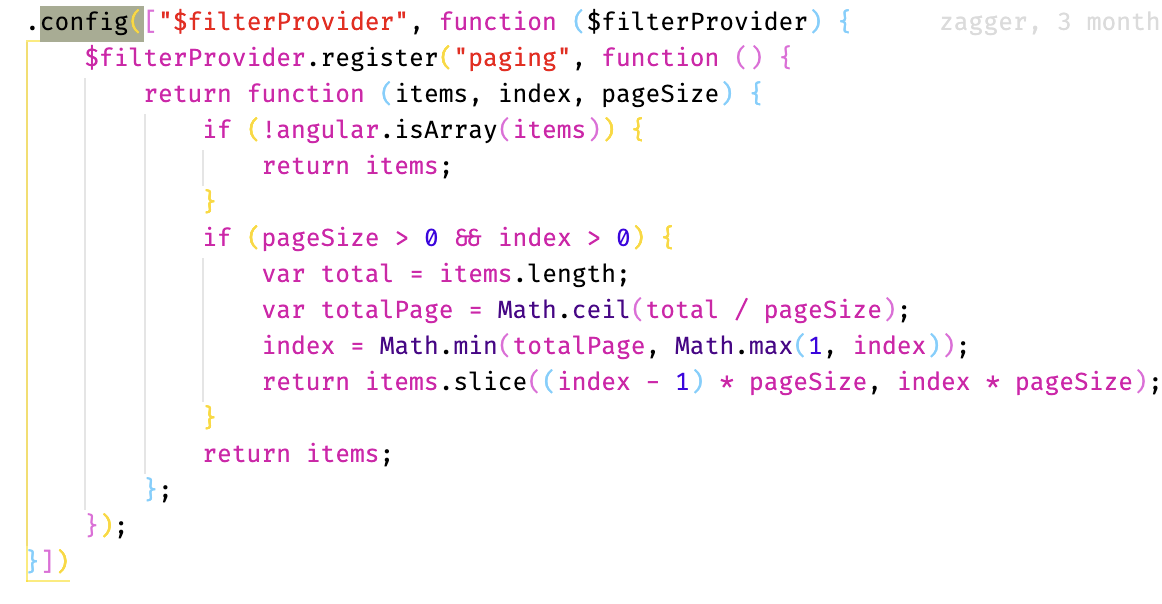 .config(["$filterProvider", function ($filterProvider) {      zagger, 3 month
    $filterProvider.register("paging", function () {
        return function (items, index, pageSize) {
            if (!angular.isArray(items)) {
                return items;
            }
            if (pageSize > 0 && index > 0) {
                var total = items.length;
                var totalPage = Math.ceil(total / pageSize);
                index = Math.min(totalPage, Math.max(1, index));
                return items.slice((index - 1) * pageSize, index * pageSize);
            }
            return items;
        };
    });
}])